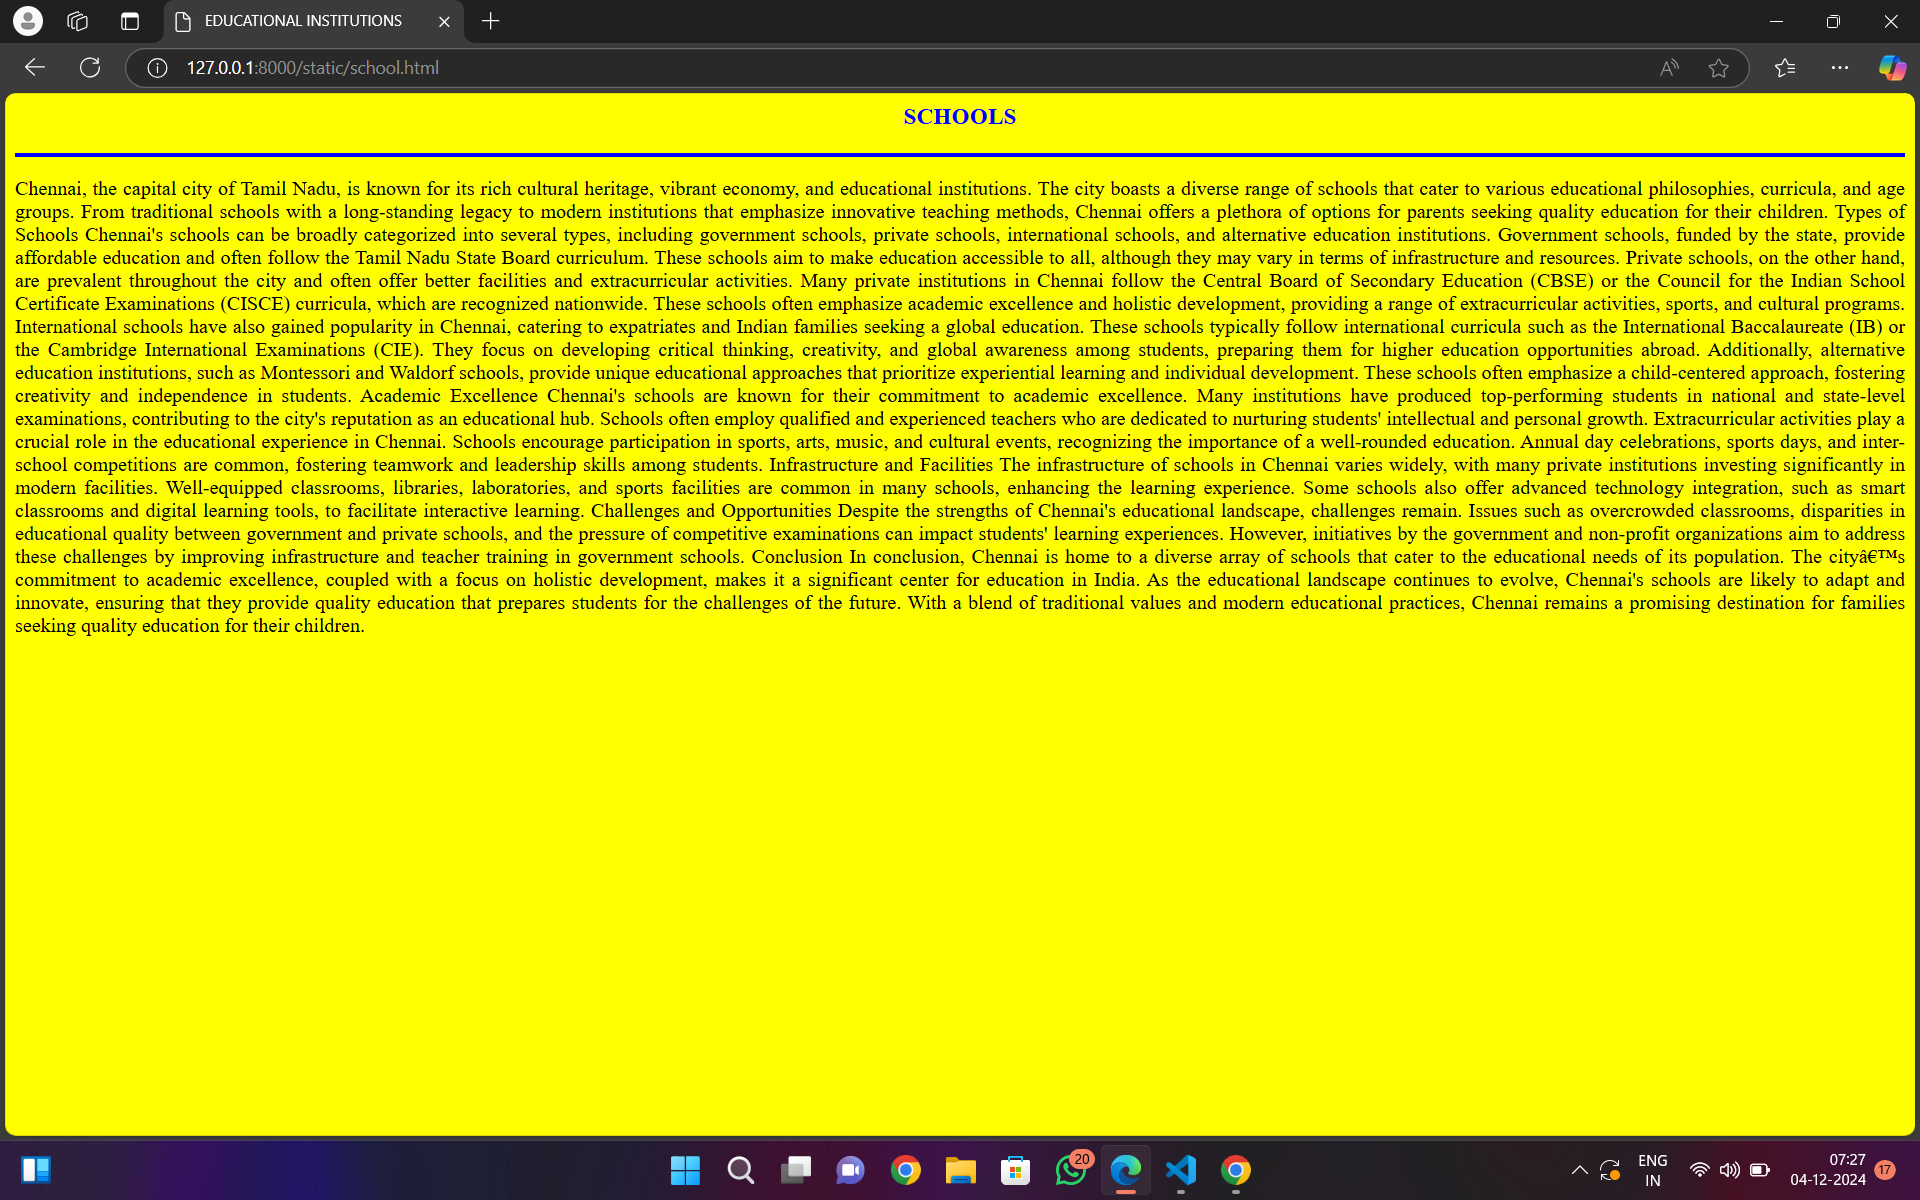 EDUCATIONAL INSTITUTIONS
127.0.0.1:8000/static/school.html
SCHOOLS
Chennai, the capital city of Tamil Nadu, is known for its rich cultural heritage, vibrant economy, and educational institutions. The city boasts a diverse range of schools that cater to various educational philosophies, curricula, and age
groups. From traditional schools with a long-standing legacy to modern institutions that emphasize innovative teaching methods, Chennai offers a plethora of options for parents seeking quality education for their children. Types of
Schools Chennai's schools can be broadly categorized into several types, including government schools, private schools, international schools, and alternative education institutions. Government schools, funded by the state, provide
affordable education and often follow the Tamil Nadu State Board curriculum. These schools aim to make education accessible to all, although they may vary in terms of infrastructure and resources. Private schools, on the other hand,
are prevalent throughout the city and often offer better facilities and extracurricular activities. Many private institutions in Chennai follow the Central Board of Secondary Education (CBSE) or the Council for the Indian School
Certificate Examinations (CISCE) curricula, which are recognized nationwide. These schools often emphasize academic excellence and holistic development, providing a range of extracurricular activities, sports, and cultural programs.
International schools have also gained popularity in Chennai, catering to expatriates and Indian families seeking a global education. These schools typically follow international curricula such as the International Baccalaureate (IB) or
the Cambridge International Examinations (CIE). They focus on developing critical thinking, creativity, and global awareness among students, preparing them for higher education opportunities abroad. Additionally, alternative
education institutions, such as Montessori and Waldorf schools, provide unique educational approaches that prioritize experiential learning and individual development. These schools often emphasize a child-centered approach, fostering
creativity and independence in students. Academic Excellence Chennai's schools are known for their commitment to academic excellence. Many institutions have produced top-performing students in national and state-level
examinations, contributing to the city's reputation as an educational hub. Schools often employ qualified and experienced teachers who are dedicated to nurturing students' intellectual and personal growth. Extracurricular activities play a
crucial role in the educational experience in Chennai. Schools encourage participation in sports, arts, music, and cultural events, recognizing the importance of a well-rounded education. Annual day celebrations, sports days, and inter-
school competitions are common, fostering teamwork and leadership skills among students. Infrastructure and Facilities The infrastructure of schools in Chennai varies widely, with many private institutions investing significantly in
modern facilities. Well-equipped classrooms, libraries, laboratories, and sports facilities are common in many schools, enhancing the learning experience. Some schools also offer advanced technology integration, such as smart
classrooms and digital learning tools, to facilitate interactive learning. Challenges and Opportunities Despite the strengths of Chennai's educational landscape, challenges remain. Issues such as overcrowded classrooms, disparities in
educational quality between government and private schools, and the pressure of competitive examinations can impact students' learning experiences. However, initiatives by the government and non-profit organizations aim to address
these challenges by improving infrastructure and teacher training in government schools. Conclusion In conclusion, Chennai is home to a diverse array of schools that cater to the educational needs of its population. The cityâ€™s
commitment to academic excellence, coupled with a focus on holistic development, makes it a significant center for education in India. As the educational landscape continues to evolve, Chennai's schools are likely to adapt and
innovate, ensuring that they provide quality education that prepares students for the challenges of the future. With a blend of traditional values and modern educational practices, Chennai remains a promising destination for families
seeking quality education for their children.
20
ENG
IN
07:27
04-12-2024
17